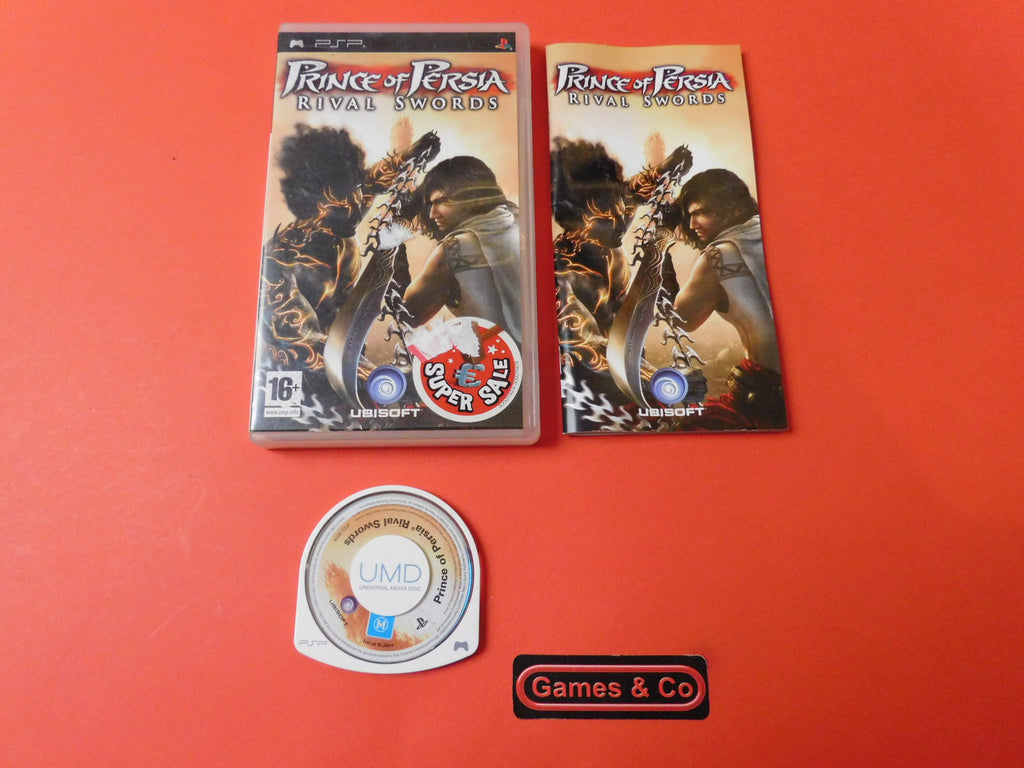 PSP
PRINCE OF PERSIA
RIVAL SWORDS
16+
www.pegi.info
UBISOFT
SUPER SALE
€
PRINCE OF PERSIA
RIVAL SWORDS
UBISOFT
Prince of Persia® Rival Swords
UMD
UNIVERSAL MEDIA DISC
UBISOFT
M
PSP
Games & Co